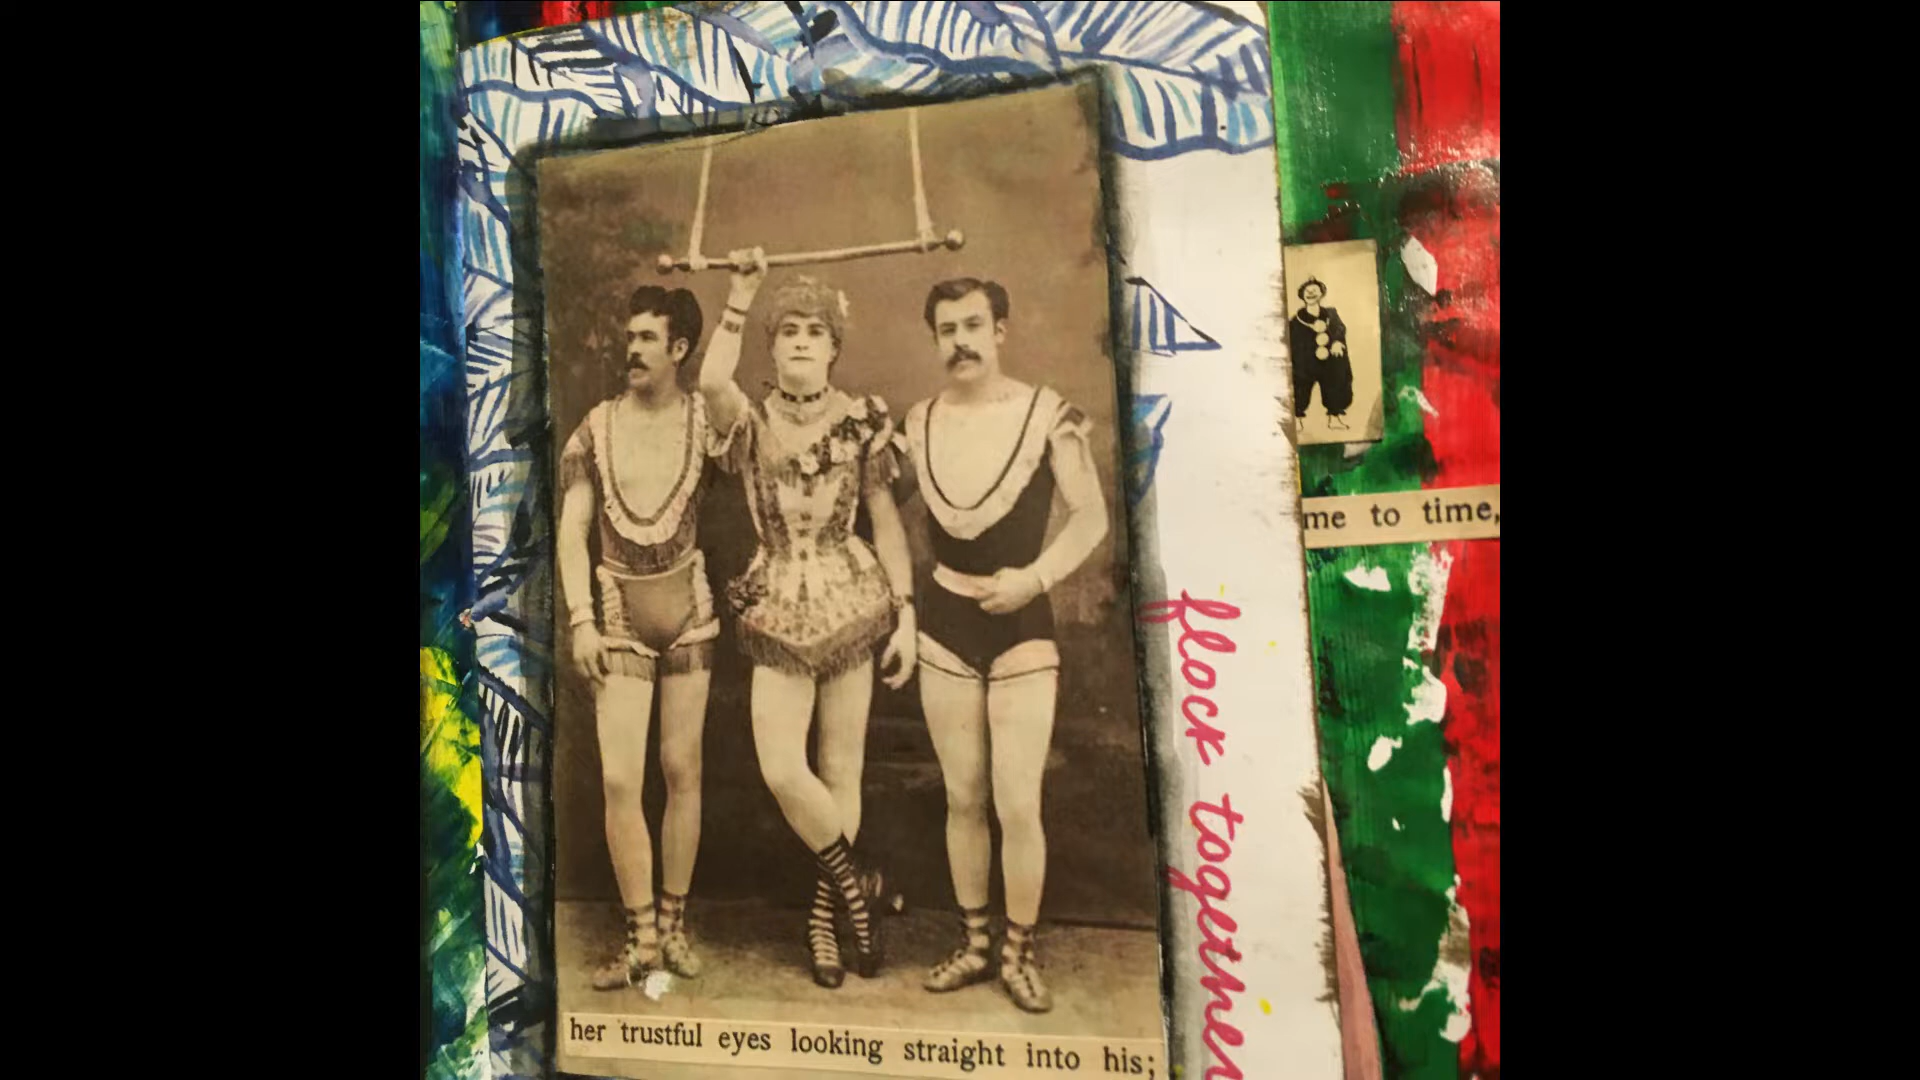 her trustful eyes looking straight into his;
flock together
me to time,